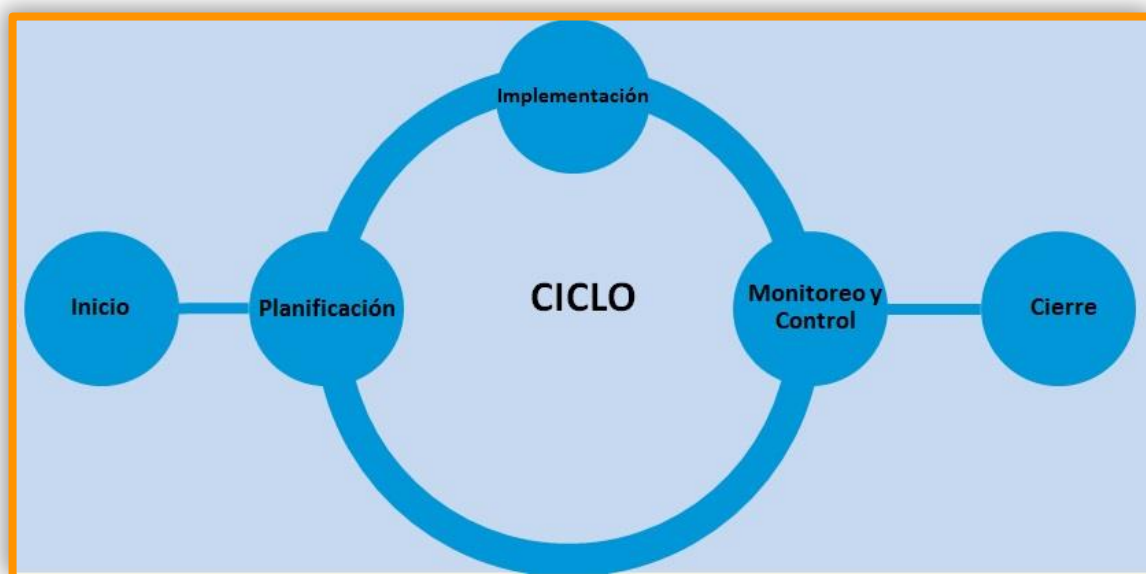 Implementación
Inicio
Planificación
CICLO
Monitoreo y
Control
Cierre